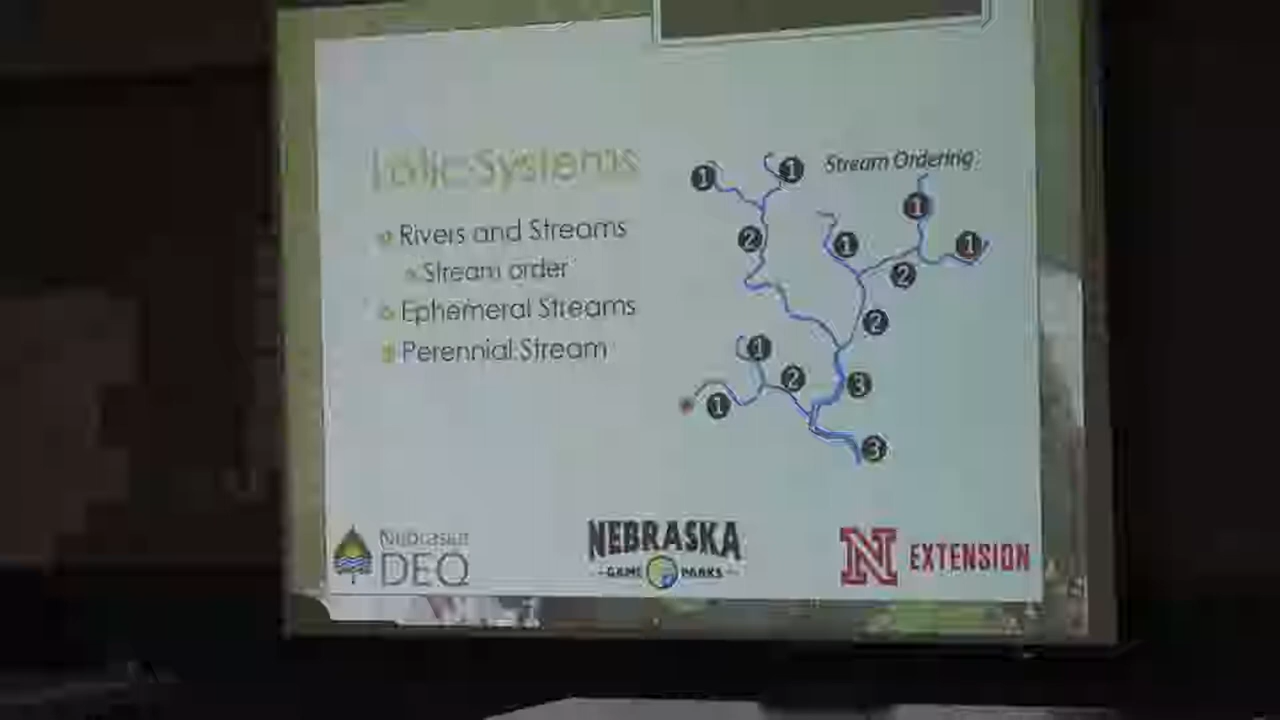 Lotic Systems
Rivers and Streams
Stream order
Ephemeral Streams
Perennial Stream
Stream Ordering
1
1
1
1
2
1
2
2
1
2
3
1
3
Nebraska
DEQ
NEBRASKA
GAME PARKS
N EXTENSION